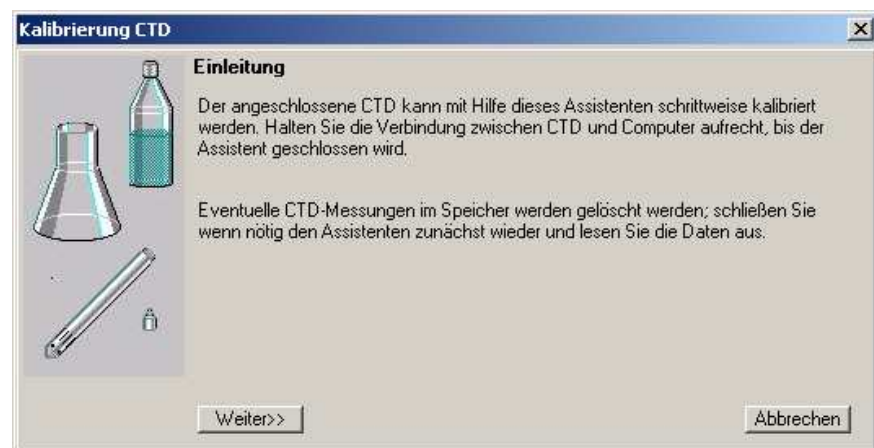 Kalibrierung CTD
Einleitung
Der angeschlossene CTD kann mit Hilfe dieses Assistenten schrittweise kalibriert
werden. Halten Sie die Verbindung zwischen CTD und Computer aufrecht, bis der
Assistent geschlossen wird.
Eventuelle CTD-Messungen im Speicher werden gelöscht werden; schließen Sie
wenn nötig den Assistenten zunächst wieder und lesen Sie die Daten aus.
Weiter>>
Abbrechen